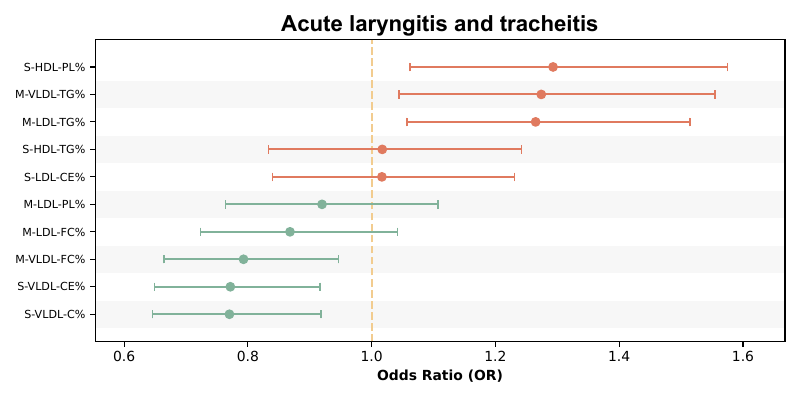 Acute laryngitis and tracheitis
S-HDL-PL%
M-VLDL-TG%
M-LDL-TG%
S-HDL-TG%
S-LDL-CE%
M-LDL-PL%
M-LDL-FC%
M-VLDL-FC%
S-VLDL-CE%
S-VLDL-C%
0.6 0.8 1.0 1.2 1.4 1.6
Odds Ratio (OR)